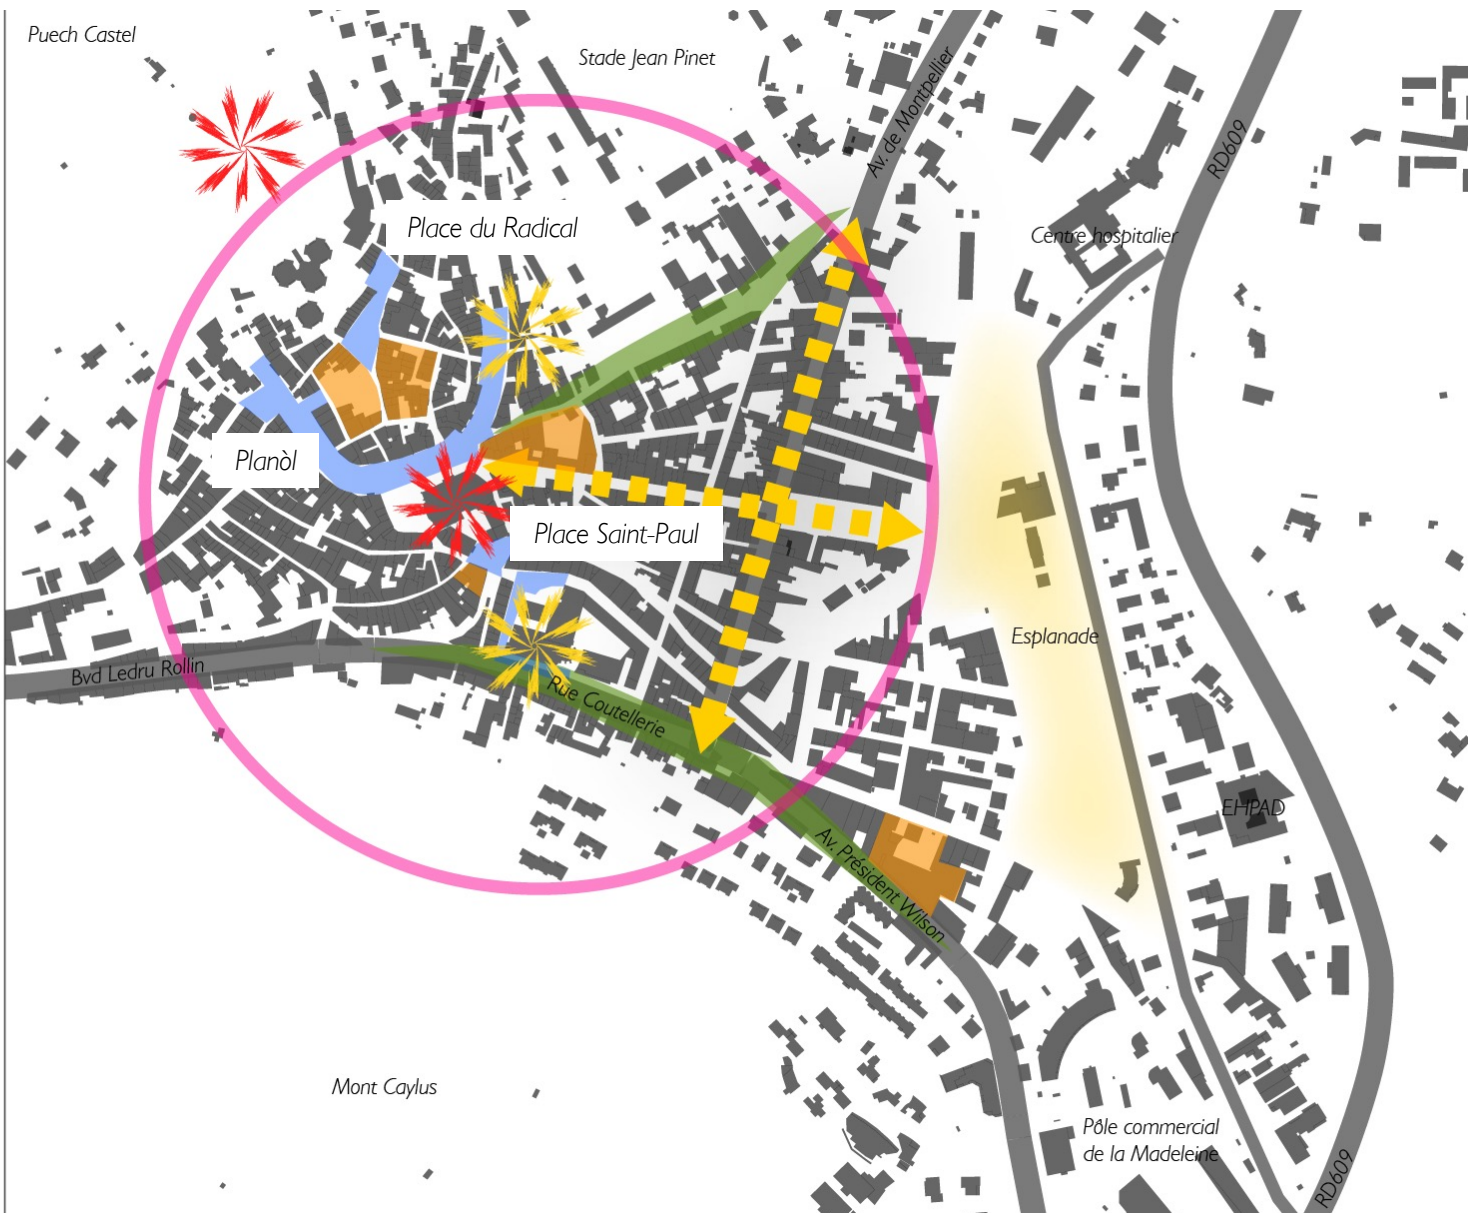 Puech Castel
Stade Jean Pinet
Av. de Montpellier
RD609
Place du Radical
Centre hospitalier
Planòl
Place Saint-Paul
Esplanade
Bvd Ledru Rollin
Rue Coutellerie
EHPAD
Av. Président Wilson
Mont Caylus
Pôle commercial
de la Madeleine
RD609